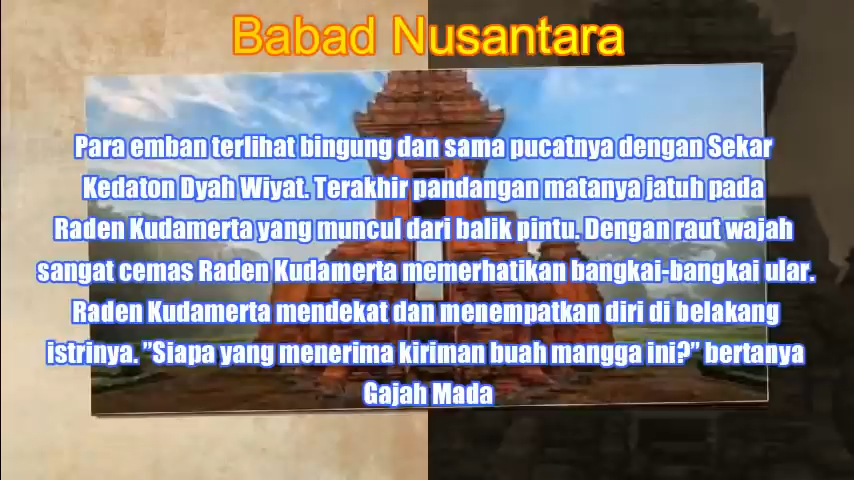 Babad Nusantara
Para emban terlihat bingung dan sama pucatnya dengan Sekar
Kedaton Dyah Wiyat. Terakhir pandangan matanya jatuh pada
Raden Kudamerta yang muncul dari balik pintu. Dengan raut wajah
sangat cemas Raden Kudamerta memerhatikan bangkai-bangkai ular.
Raden Kudamerta mendekat dan menempatkan diri di belakang
istrinya. ”Siapa yang menerima kiriman buah mangga ini?” bertanya
Gajah Mada